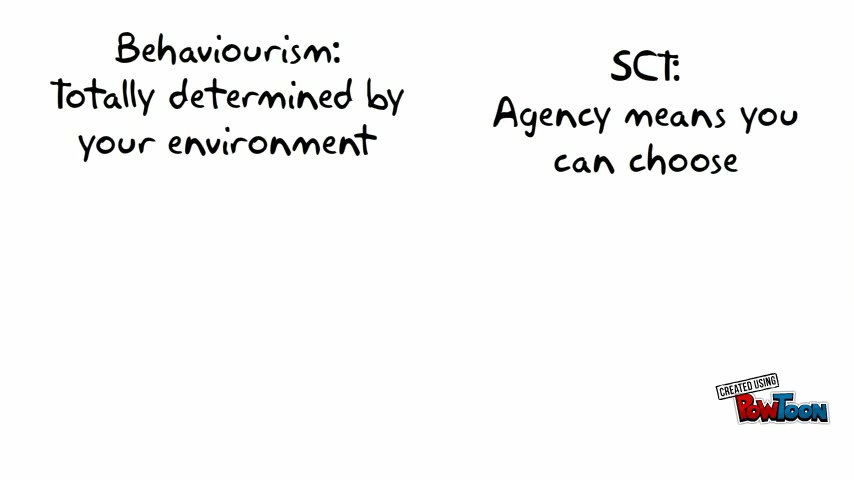 Behaviourism:
Totally determined by
your environment
SCT:
Agency means you
can choose
CREATED USING
POWTOON